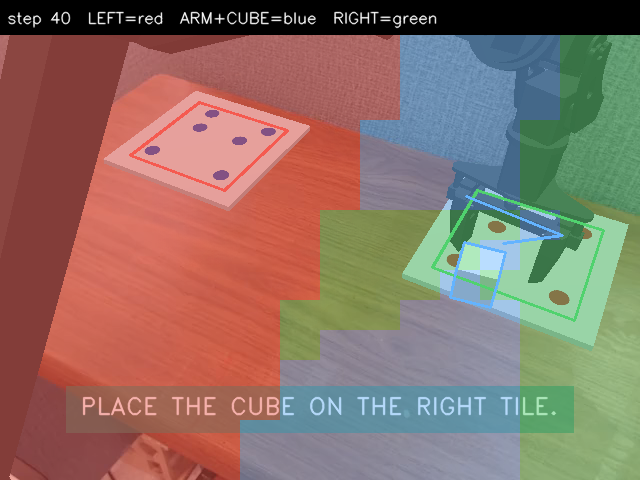 step 40 LEFT=red ARM+CUBE=blue RIGHT=green
PLACE THE CUBE ON THE RIGHT TILE.